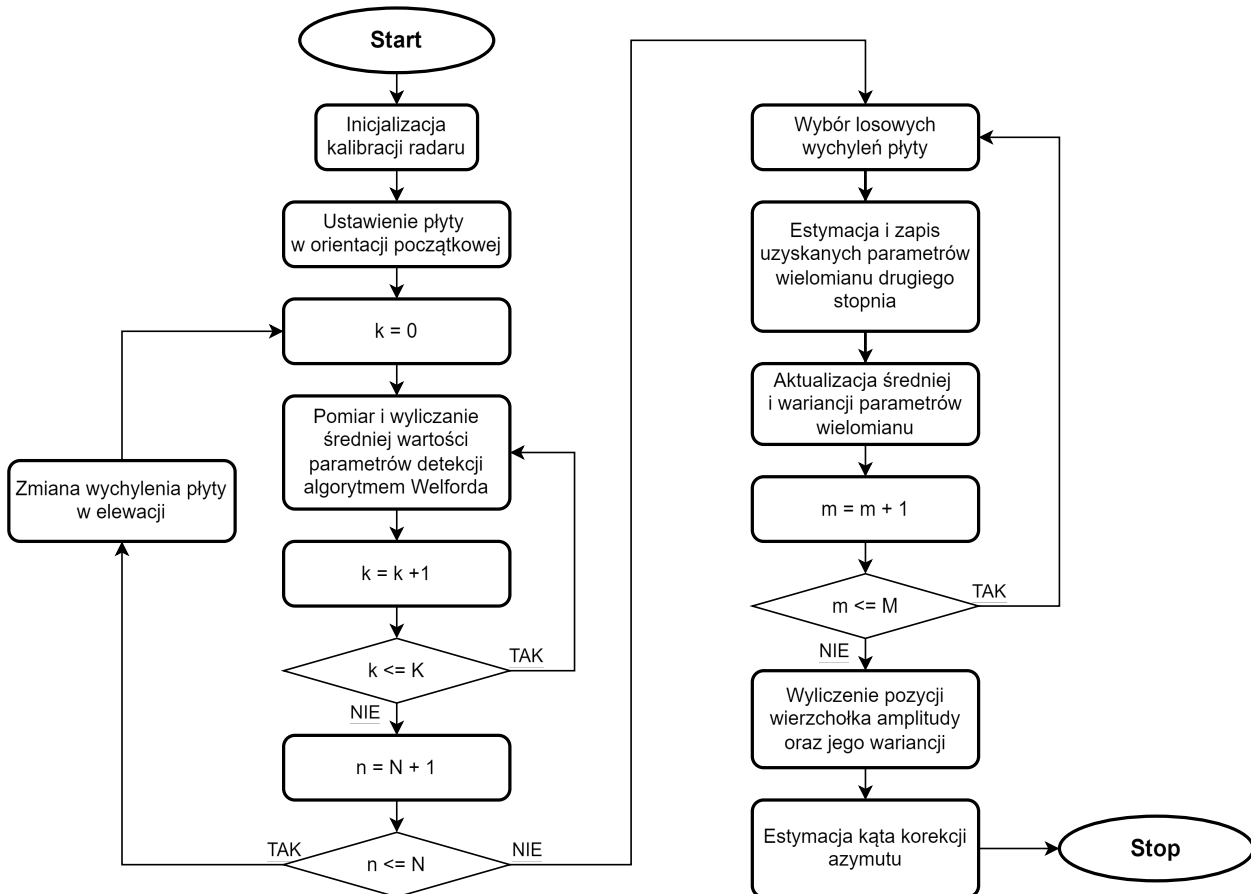 Start
Inicjalizacja
kalibracji radaru
Ustawienie płyty
w orientacji początkowej
k = 0
Pomiar i wyliczanie
średniej wartości
parametrów detekcji
algorytmem Welforda
Zmiana wychylenia płyty
w elewacji
k = k +1
k <= K
TAK
NIE
n = N + 1
n <= N
TAK
NIE
Wybór losowych
wychyleń płyty
Estymacja i zapis
uzyskanych parametrów
wielomianu drugiego
stopnia
Aktualizacja średniej
i wariancji parametrów
wielomianu
m = m + 1
m <= M
TAK
NIE
Wyliczenie pozycji
wierzchołka amplitudy
oraz jego wariancji
Estymacja kąta korekcji
azymutu
Stop